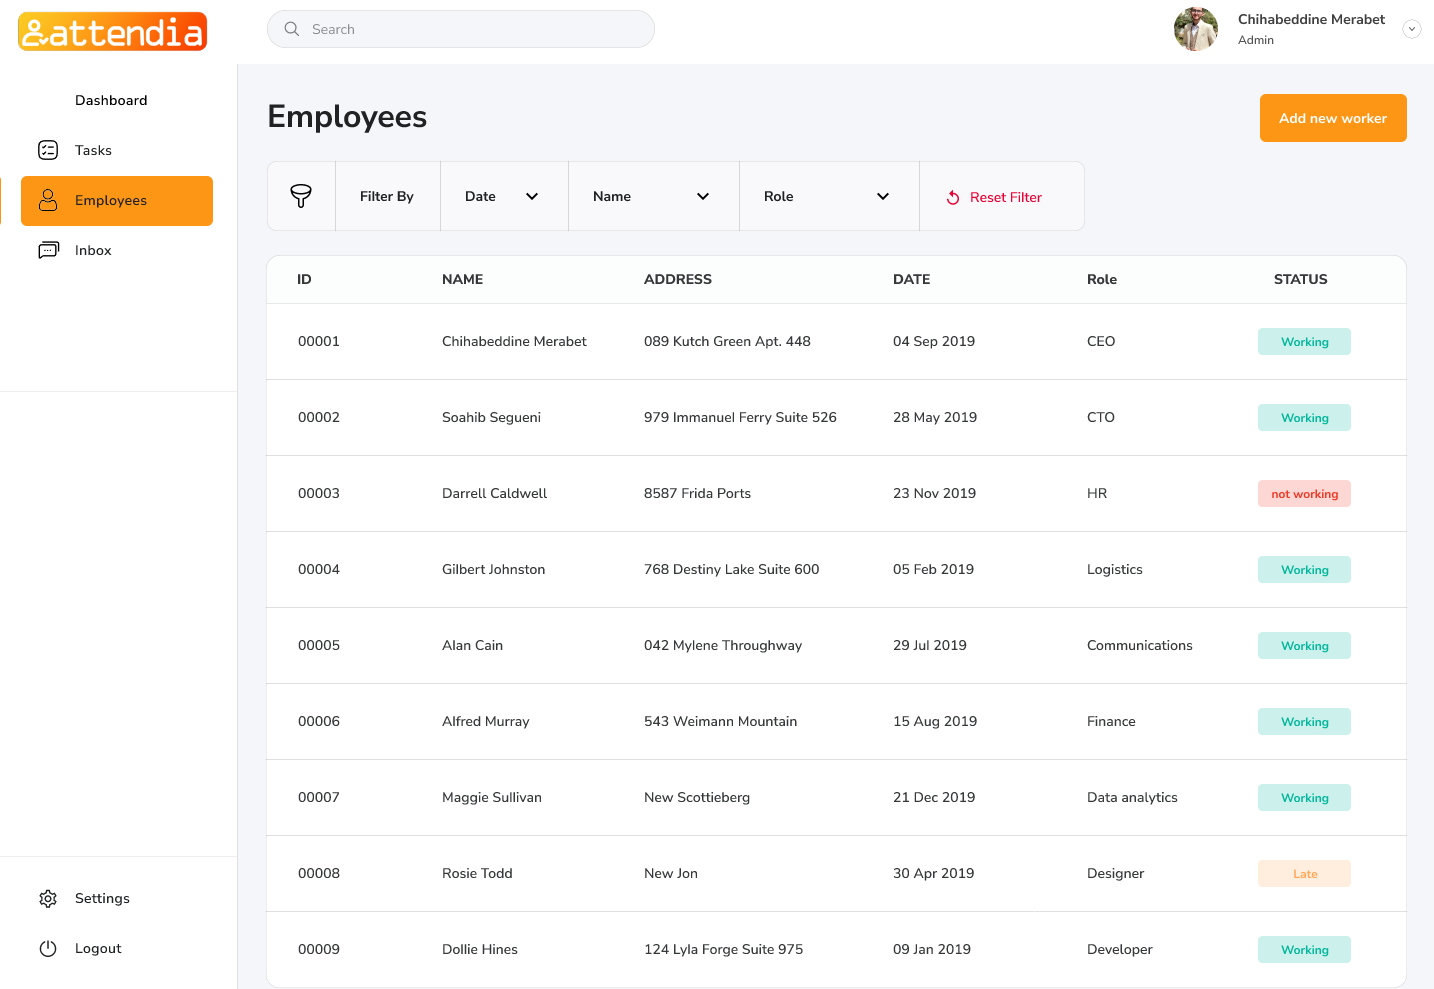 attendia
Search
Chihabeddine Merabet
Admin
Dashboard
Tasks
Employees
Inbox
Settings
Logout
Employees
Add new worker
Filter By Date Name Role Reset Filter
ID NAME ADDRESS DATE Role STATUS
00001 Chihabeddine Merabet 089 Kutch Green Apt. 448 04 Sep 2019 CEO Working
00002 Soahib Segueni 979 Immanuel Ferry Suite 526 28 May 2019 CTO Working
00003 Darrell Caldwell 8587 Frida Ports 23 Nov 2019 HR not working
00004 Gilbert Johnston 768 Destiny Lake Suite 600 05 Feb 2019 Logistics Working
00005 Alan Cain 042 Mylene Throughway 29 Jul 2019 Communications Working
00006 Alfred Murray 543 Weimann Mountain 15 Aug 2019 Finance Working
00007 Maggie Sullivan New Scottieberg 21 Dec 2019 Data analytics Working
00008 Rosie Todd New Jon 30 Apr 2019 Designer Late
00009 Dollie Hines 124 Lyla Forge Suite 975 09 Jan 2019 Developer Working